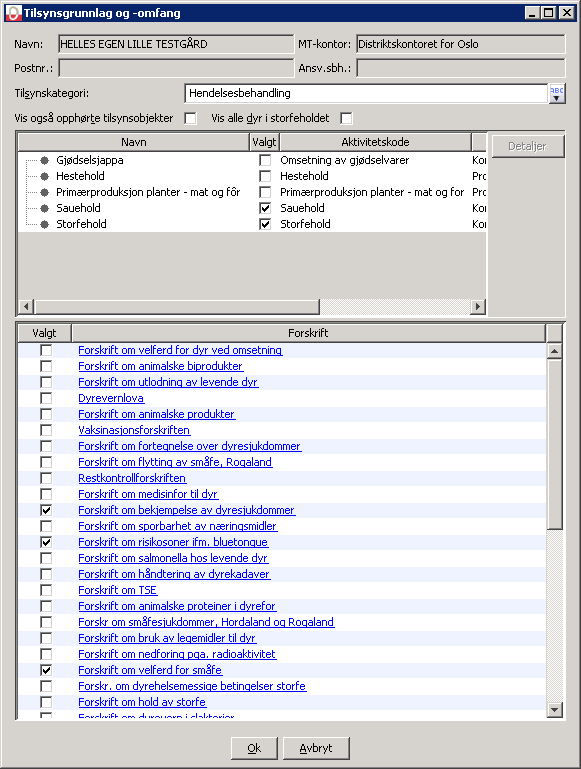 Tilsynsgrunnlag og -omfang
Navn: HELLES EGEN LILLE TESTGÅRD MT-kontor: Distriktskontoret for Oslo
Postnr.: Ansv.sbh.:
Tilsynskategori: Hendelsesbehandling ABC
Vis også opphørte tilsynsobjekter Vis alle dyr i storfeholdet
Navn Valgt Aktivitetskode Detaljer
Gjødselsjappa Omsetning av gjødselvarer Kor
Hestehold Hestehold Pro
Primærproduksjon planter - mat og fôr Primærproduksjon planter - mat og for Pro
Sauehold Sauehold Kor
Storfehold Storfehold Kor
Valgt Forskrift
Forskrift om velferd for dyr ved omsetning
Forskrift om animalske biprodukter
Forskrift om utlodning av levende dyr
Dyrevernlova
Forskrift om animalske produkter
Vaksinasjonsforskriften
Forskrift om fortegnelse over dyresjukdommer
Forskrift om flytting av småfe, Rogaland
Restkontrollforskriften
Forskrift om medisinfor til dyr
Forskrift om bekjempelse av dyresjukdommer
Forskrift om sporbarhet av næringsmidler
Forskrift om risikosoner ifm. bluetongue
Forskrift om salmonella hos levende dyr
Forskrift om håndtering av dyrekadaver
Forskrift om TSE
Forskrift om animalske proteiner i dyrefor
Forskr om småfesjukdommer, Hordaland og Rogaland
Forskrift om bruk av legemidler til dyr
Forskrift om nedforing pga. radioaktivitet
Forskrift om velferd for småfe
Forskr. om dyrehelsemessige betingelser storfe
Forskrift om hold av storfe
Forskrift om dyrevern i slakterier
Ok Avbryt